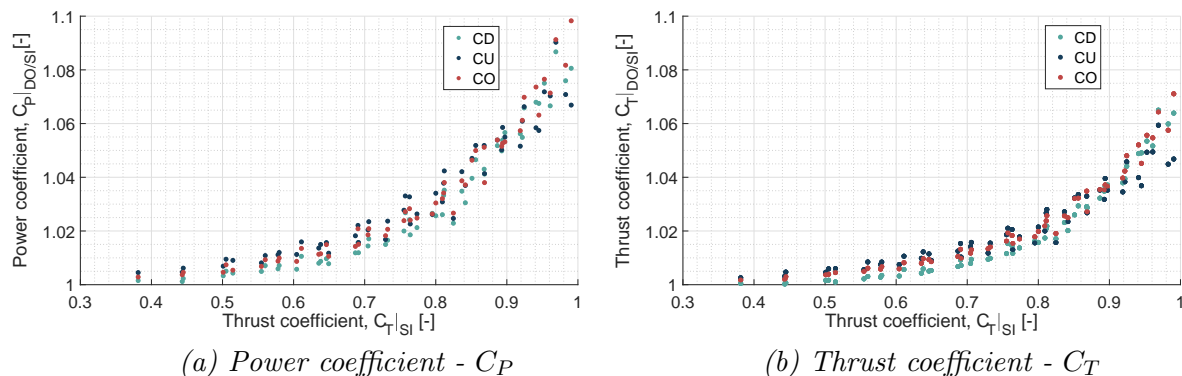 Power coefficient, C_P|_DO/SI [-]
1.1
1.08
1.06
1.04
1.02
1
0.3 0.4 0.5 0.6 0.7 0.8 0.9 1
Thrust coefficient, C_T|_SI [-]
CD
CU
CO
(a) Power coefficient - C_P
Thrust coefficient, C_T|_DO/SI [-]
1.1
1.08
1.06
1.04
1.02
1
0.3 0.4 0.5 0.6 0.7 0.8 0.9 1
Thrust coefficient, C_T|_SI [-]
CD
CU
CO
(b) Thrust coefficient - C_T